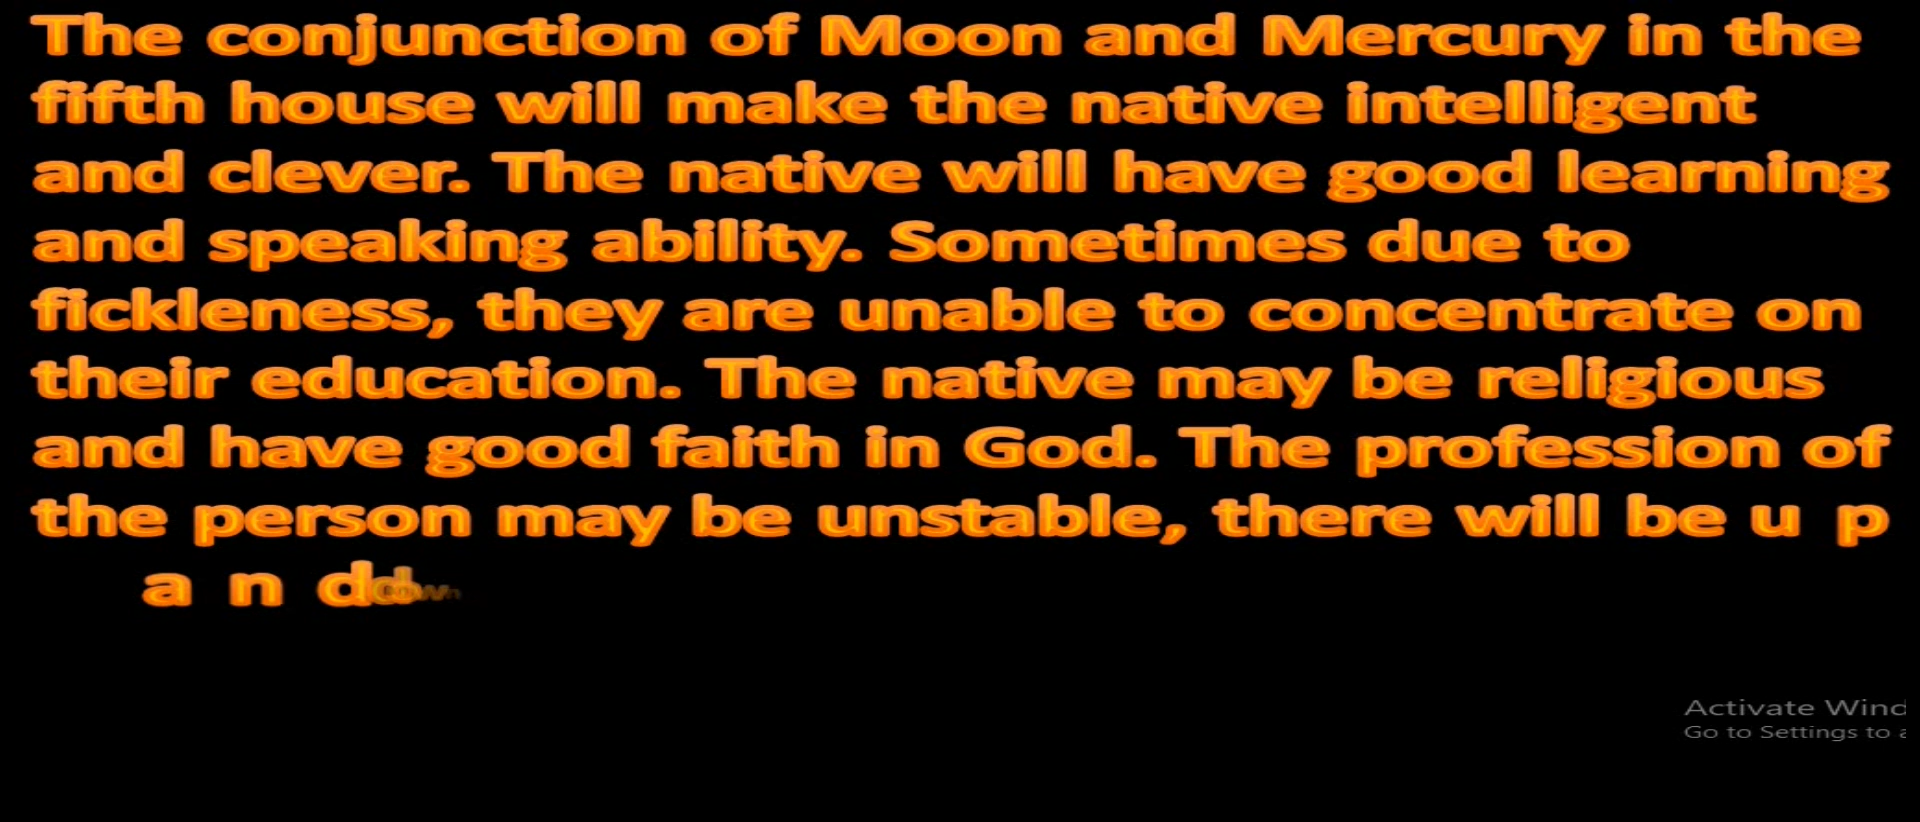 The conjunction of Moon and Mercury in the
fifth house will make the native intelligent
and clever. The native will have good learning
and speaking ability. Sometimes due to
fickleness, they are unable to concentrate on
their education. The native may be religious
and have good faith in God. The profession of
the person may be unstable, there will be u p
a n d down
Activate Wind
Go to Settings to a